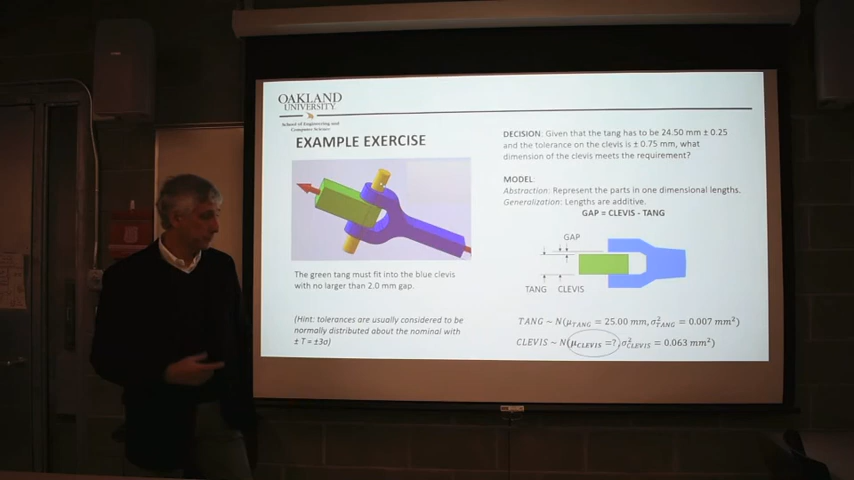 OAKLAND
UNIVERSITY
School of Engineering and
Computer Science
EXAMPLE EXERCISE
The green tang must fit into the blue clevis
with no larger than 2.0 mm gap.
(Hint: tolerances are usually considered to be
normally distributed about the nominal with
± T = ±3σ)
DECISION: Given that the tang has to be 24.50 mm ± 0.25
and the tolerance on the clevis is ± 0.75 mm, what
dimension of the clevis meets the requirement?
MODEL
Abstraction: Represent the parts in one dimensional lengths.
Generalization: Lengths are additive.
GAP = CLEVIS - TANG
GAP
TANG CLEVIS
TANG ~ N(μTANG = 25.00 mm, σ²TANG = 0.007 mm²)
CLEVIS ~ N(μCLEVIS =?, σ²CLEVIS = 0.063 mm²)